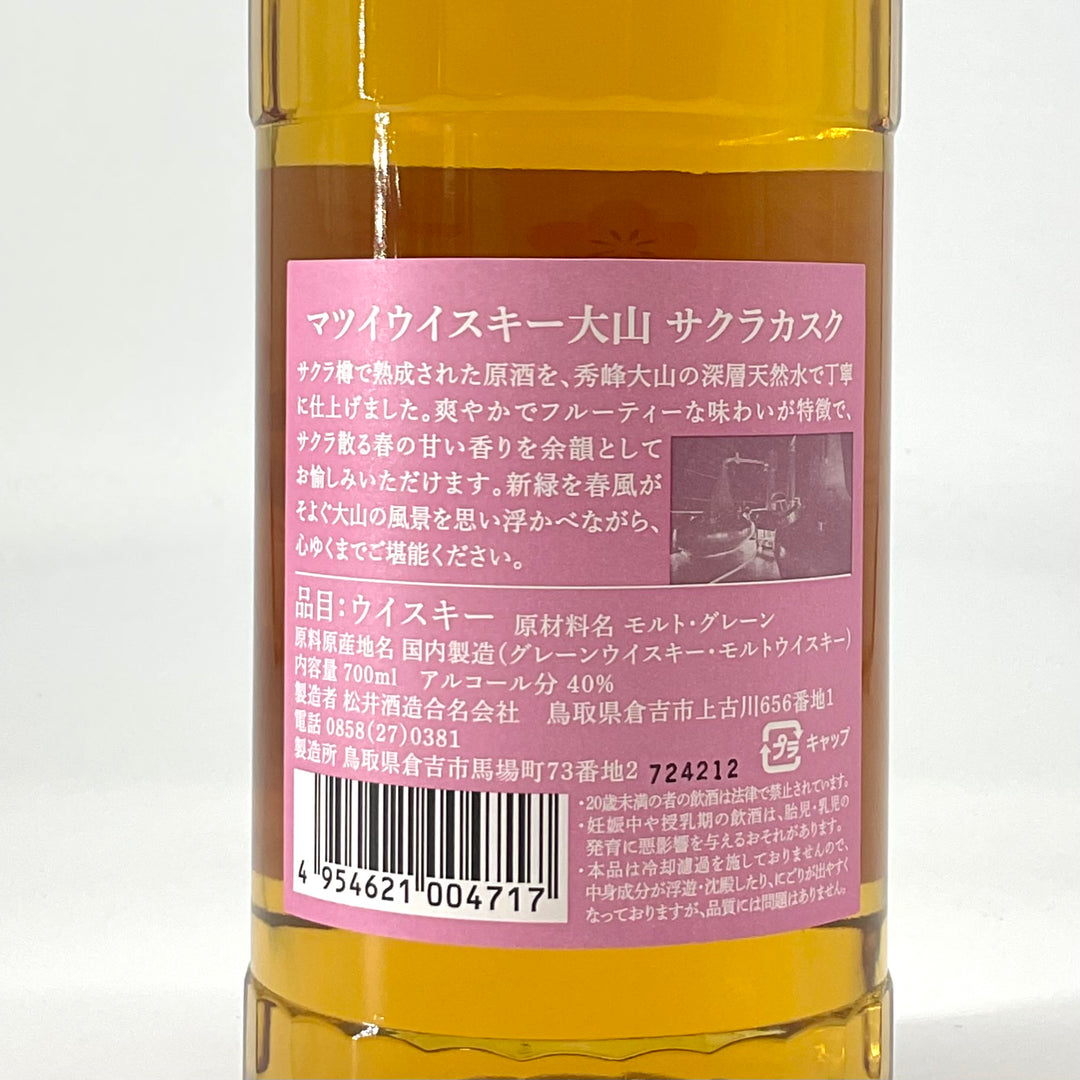 マツイウイスキー大山 サクラカスク
サクラ樽で熟成された原酒を、秀峰大山の深層天然水で丁寧
に仕上げました。爽やかでフルーティーな味わいが特徴で、
サクラ散る春の甘い香りを余韻として
お愉しみいただけます。新緑を春風が
そよぐ大山の風景を思い浮かべながら、
心ゆくまでご堪能ください。
品目：ウイスキー 原材料名 モルト・グレーン
原料原産地名 国内製造（グレーンウイスキー・モルトウイスキー）
内容量 700ml アルコール分 40%
製造者 松井酒造合名会社 鳥取県倉吉市上古川656番地1
電話 0858(27)0381
プラ キャップ
製造所 鳥取県倉吉市馬場町73番地2 724212
・20歳未満の者の飲酒は法律で禁止されています。
・妊娠中や授乳期の飲酒は、胎児・乳児の
発育に悪影響を与えるおそれがあります。
・本品は冷却濾過を施しておりませんので、
中身成分が浮遊・沈殿したり、にごりが出やすく
なっておりますが、品質には問題はありません。
4 954621 004717